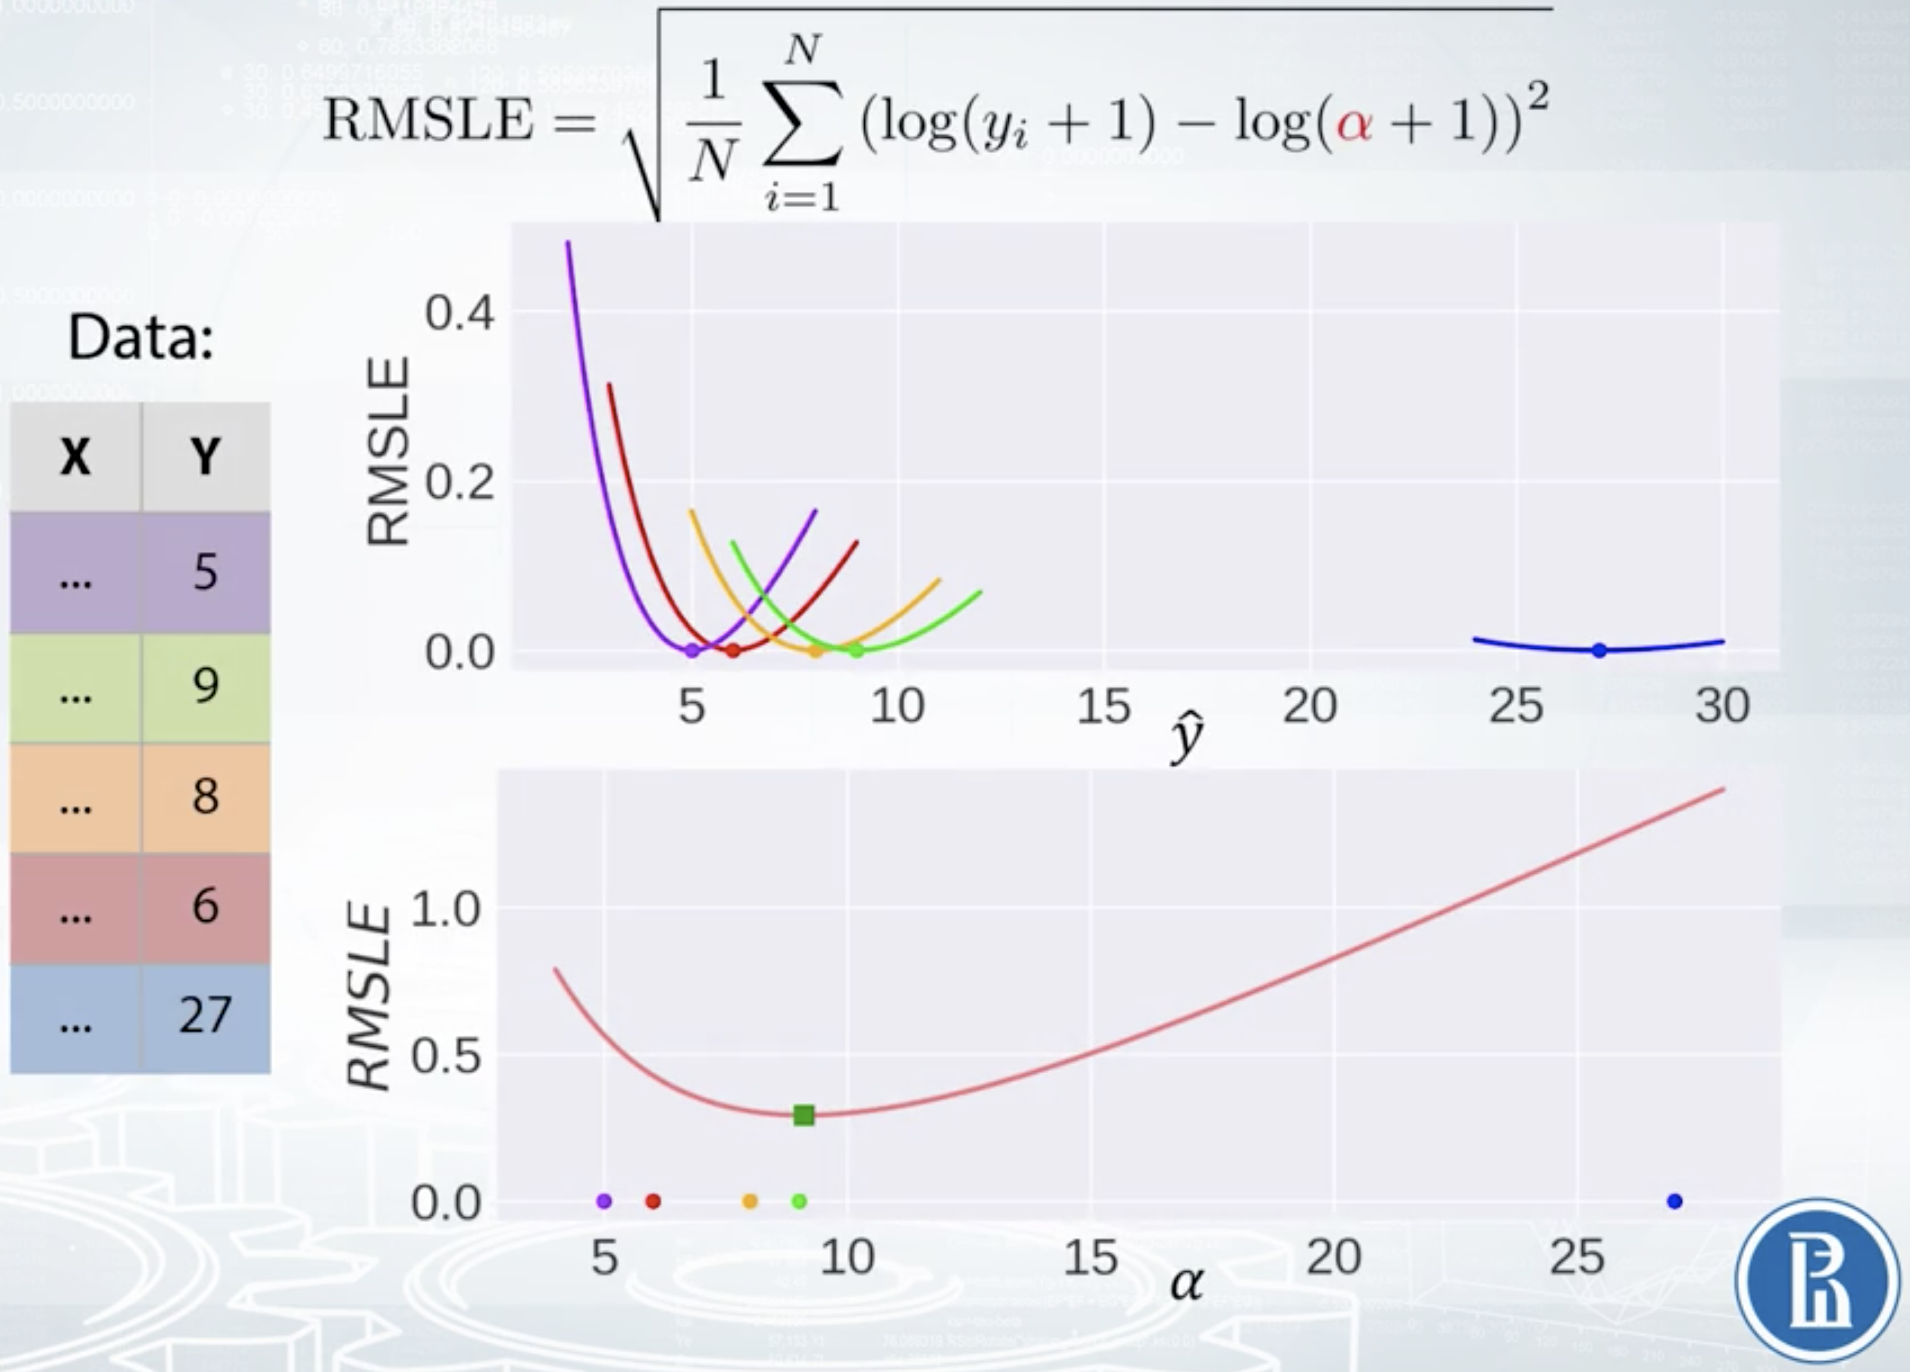 RMSLE = √(1/N ∑_{i=1}^{N} (log(y_i + 1) − log(α + 1))²)
Data:
X Y
... 5
... 9
... 8
... 6
... 27
RMSLE
0.4
0.2
0.0
5 10 15 20 25 30
ŷ
RMSLE
1.0
0.5
0.0
5 10 15 20 25
α